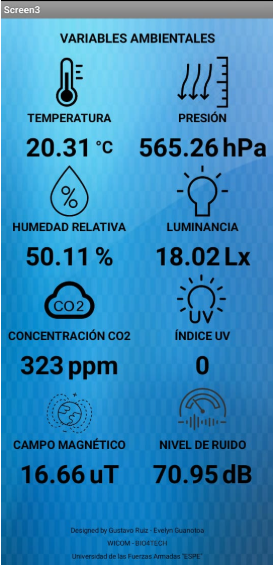 Screen3
VARIABLES AMBIENTALES
TEMPERATURA PRESIÓN
20.31 °C 565.26 hPa
%
HUMEDAD RELATIVA LUMINANCIA
50.11 % 18.02 Lx
CO2 UV
CONCENTRACIÓN CO2 ÍNDICE UV
323 ppm 0
CAMPO MAGNÉTICO NIVEL DE RUIDO
16.66 uT 70.95 dB
Designed by Gustavo Ruiz - Evelyn Guanotoa
WICOM - BIO4TECH
Universidad de las Fuerzas Armadas "ESPE"